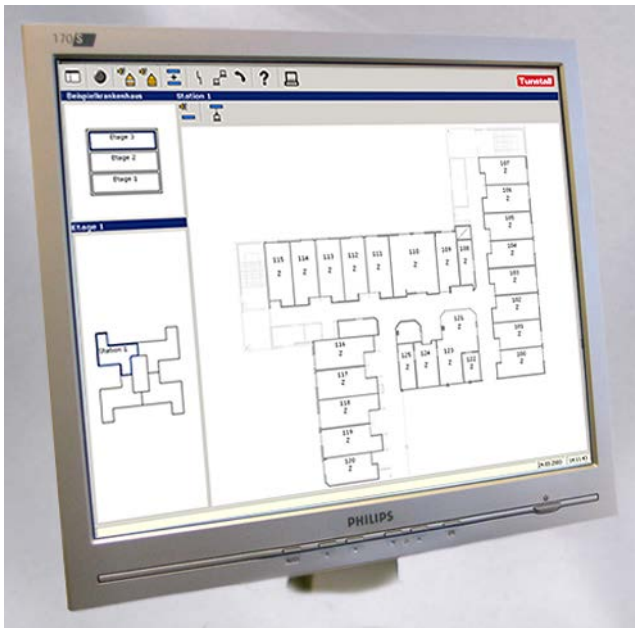 170S
Tunstall
Beispielkrankenhaus
Station 1
Etage 3
Etage 2
Etage 1
Etage 1
Station 1
107
Z
106
Z
105
Z
104
Z
103
Z
102
Z
101
Z
100
Z
115
Z
114
Z
113
Z
112
Z
111
Z
110
Z
109
Z
108
Z
116
Z
117
Z
118
Z
119
Z
120
Z
121
Z
125
Z
124
Z
123
Z
122
Z
PHILIPS